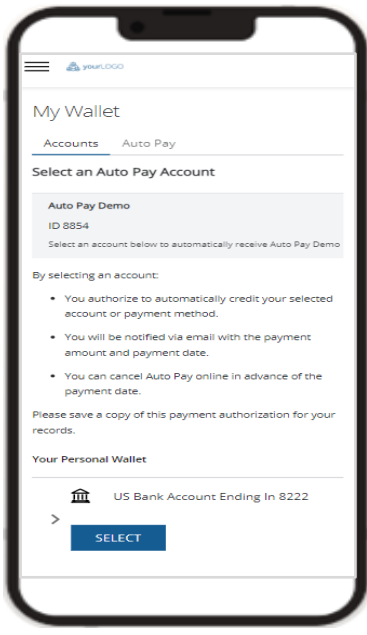 yourLOGO
My Wallet
Accounts Auto Pay
Select an Auto Pay Account
Auto Pay Demo
ID 8854
Select an account below to automatically receive Auto Pay Demo
By selecting an account:
• You authorize to automatically credit your selected
account or payment method.
• You will be notified via email with the payment
amount and payment date.
• You can cancel Auto Pay online in advance of the
payment date.
Please save a copy of this payment authorization for your
records.
Your Personal Wallet
US Bank Account Ending In 8222
SELECT